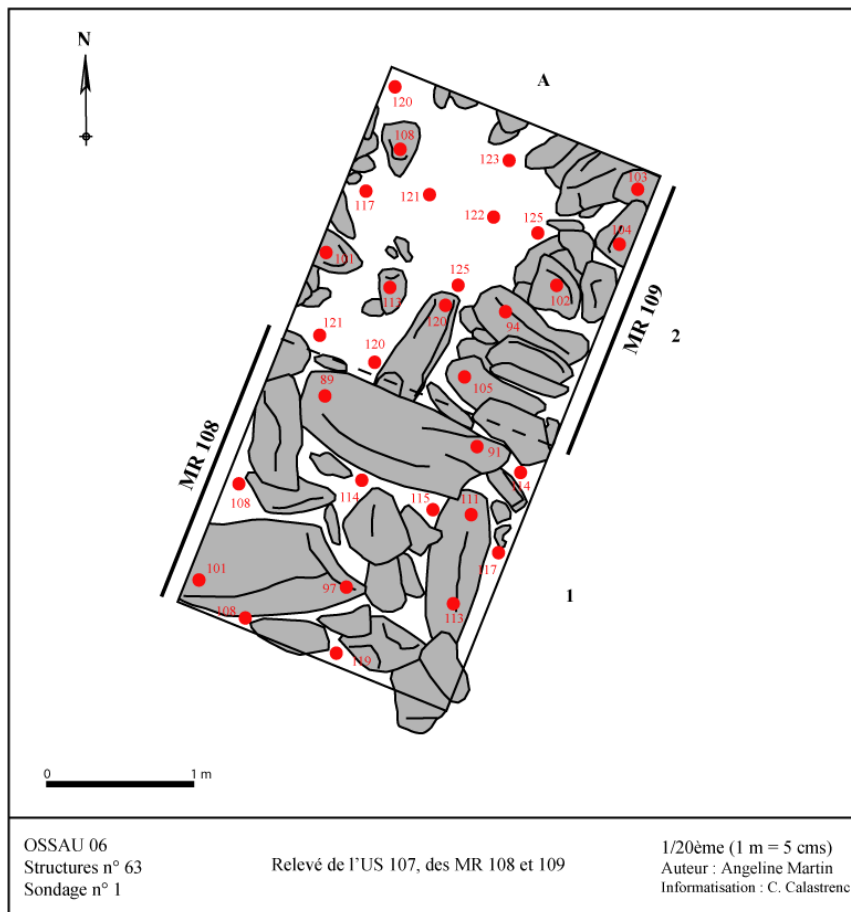 N
A
120
108
123
103
117
121
122
125
104
101
112
125
102
120
94
121
120
MR 109
2
89
105
MR 108
91
108
114
115
111
114
117
101
97
113
1
108
119
0 1 m
OSSAU 06
Structures n° 63
Sondage n° 1
Relevé de l'US 107, des MR 108 et 109
1/20ème (1 m = 5 cms)
Auteur : Angeline Martin
Informatisation : C. Calastrenc